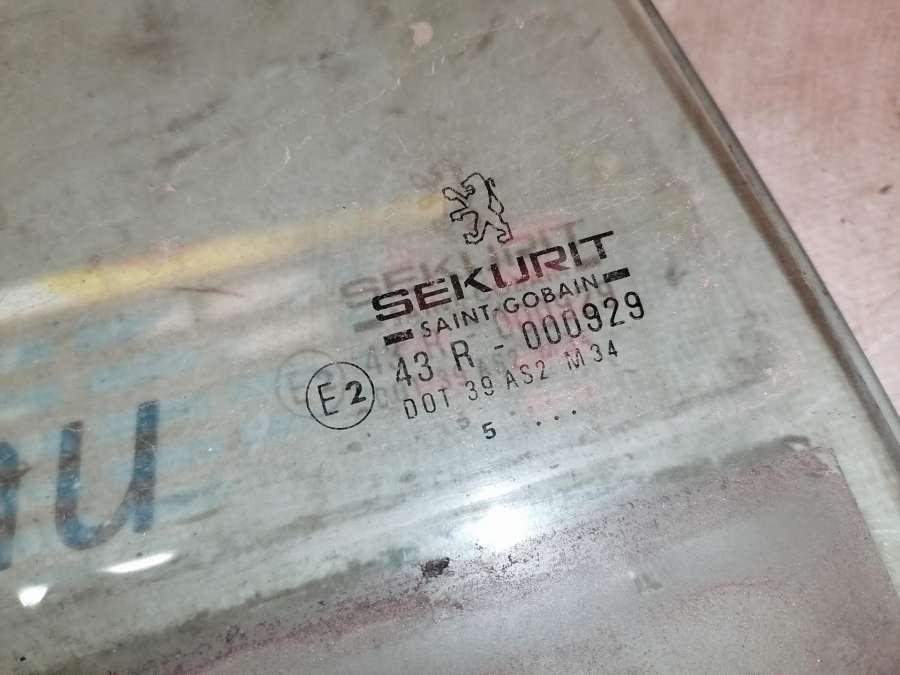 SEKURIT
SAINT-GOBAIN
E2 43 R - 000929
DOT 39 AS2 M34
5 ...